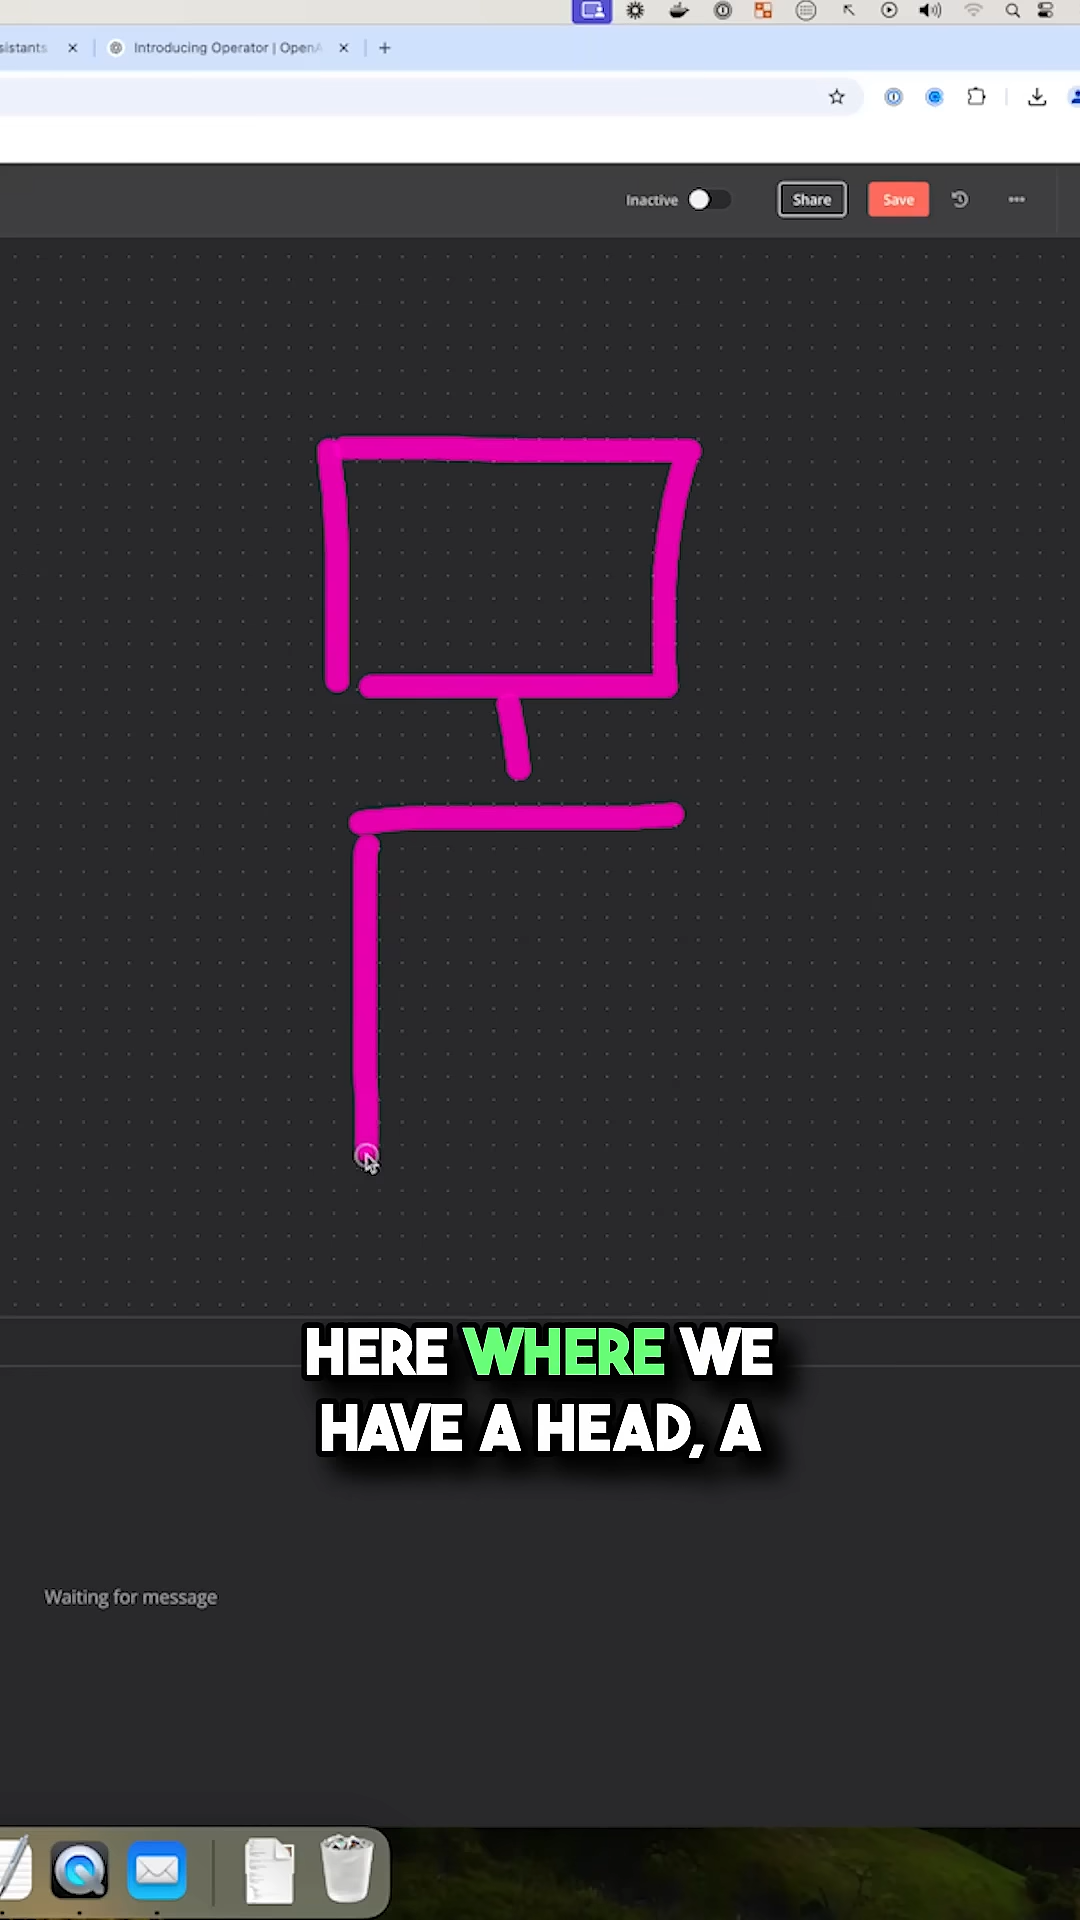 sistants
Introducing Operator | OpenA
Inactive
Share
Save
HERE WHERE WE
HAVE A HEAD, A
Waiting for message